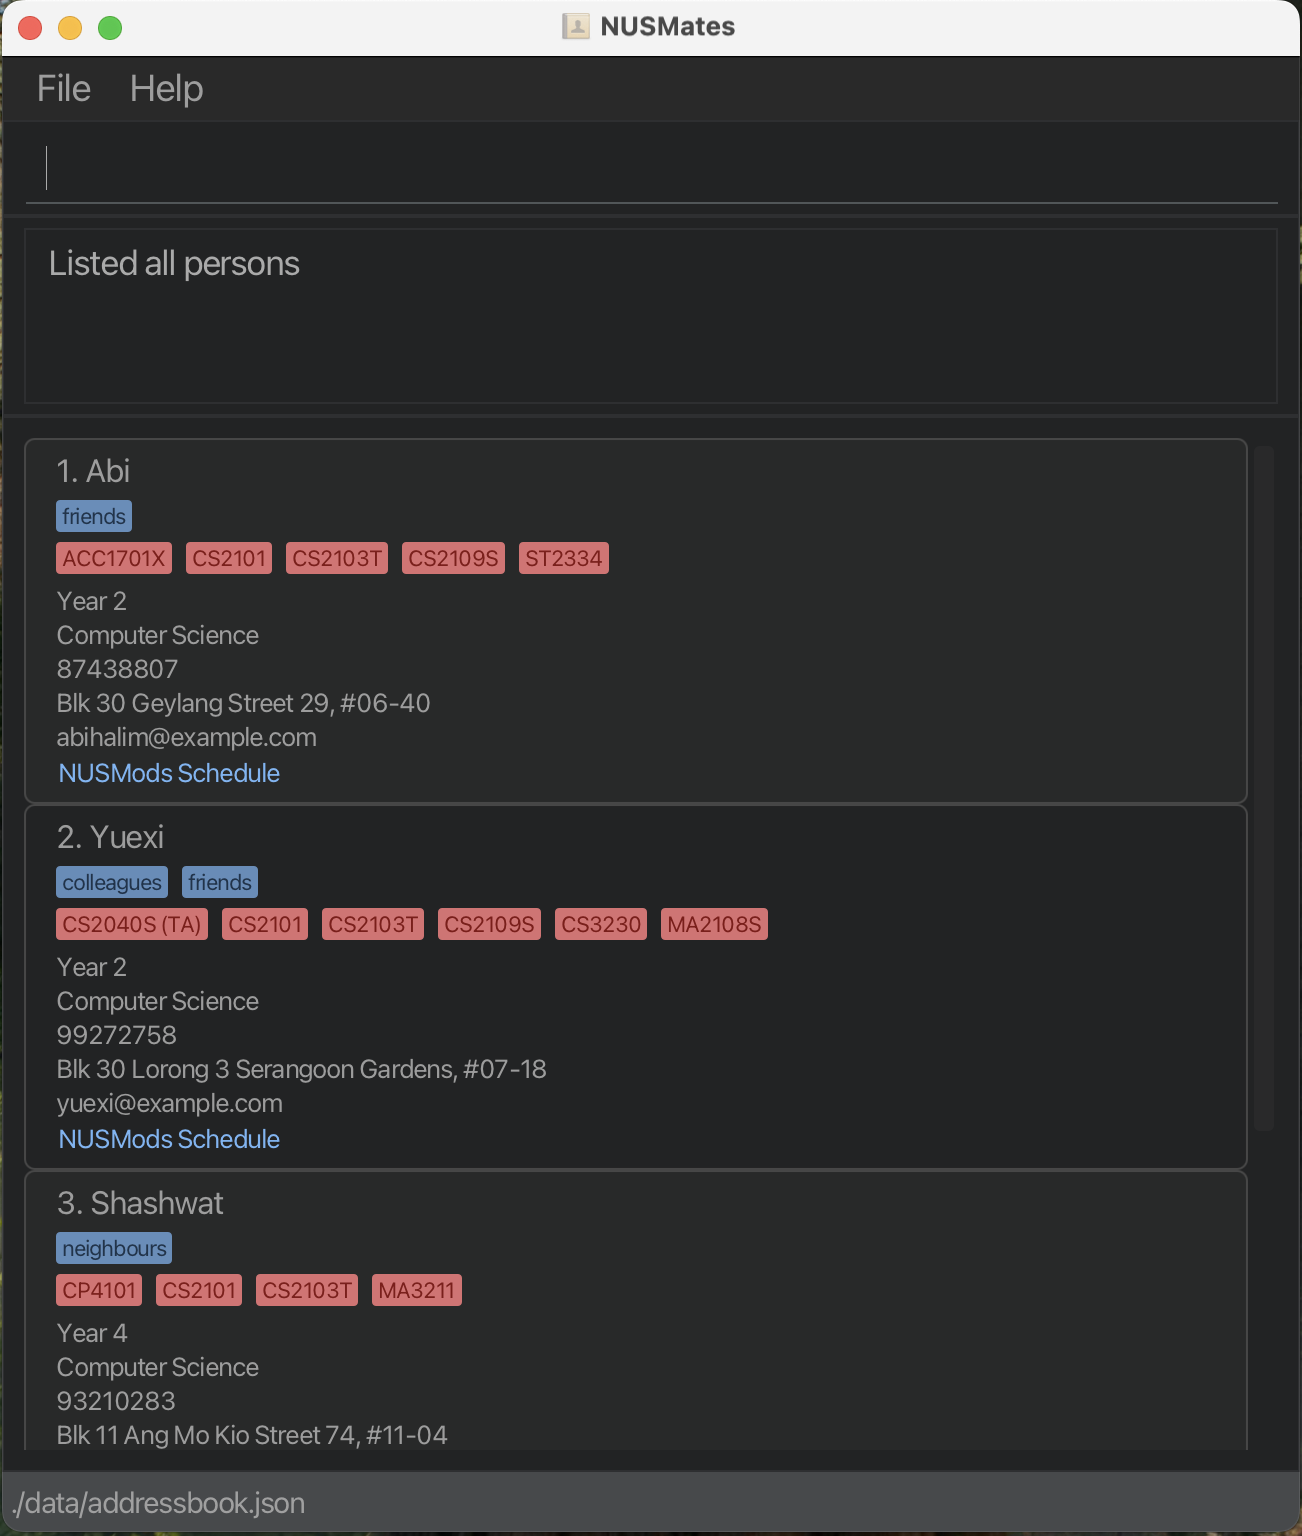 NUSMates
File Help
Listed all persons
1. Abi
friends
ACC1701X CS2101 CS2103T CS2109S ST2334
Year 2
Computer Science
87438807
Blk 30 Geylang Street 29, #06-40
abihalim@example.com
NUSMods Schedule
2. Yuexi
colleagues friends
CS2040S (TA) CS2101 CS2103T CS2109S CS3230 MA2108S
Year 2
Computer Science
99272758
Blk 30 Lorong 3 Serangoon Gardens, #07-18
yuexi@example.com
NUSMods Schedule
3. Shashwat
neighbours
CP4101 CS2101 CS2103T MA3211
Year 4
Computer Science
93210283
Blk 11 Ang Mo Kio Street 74, #11-04
./data/addressbook.json